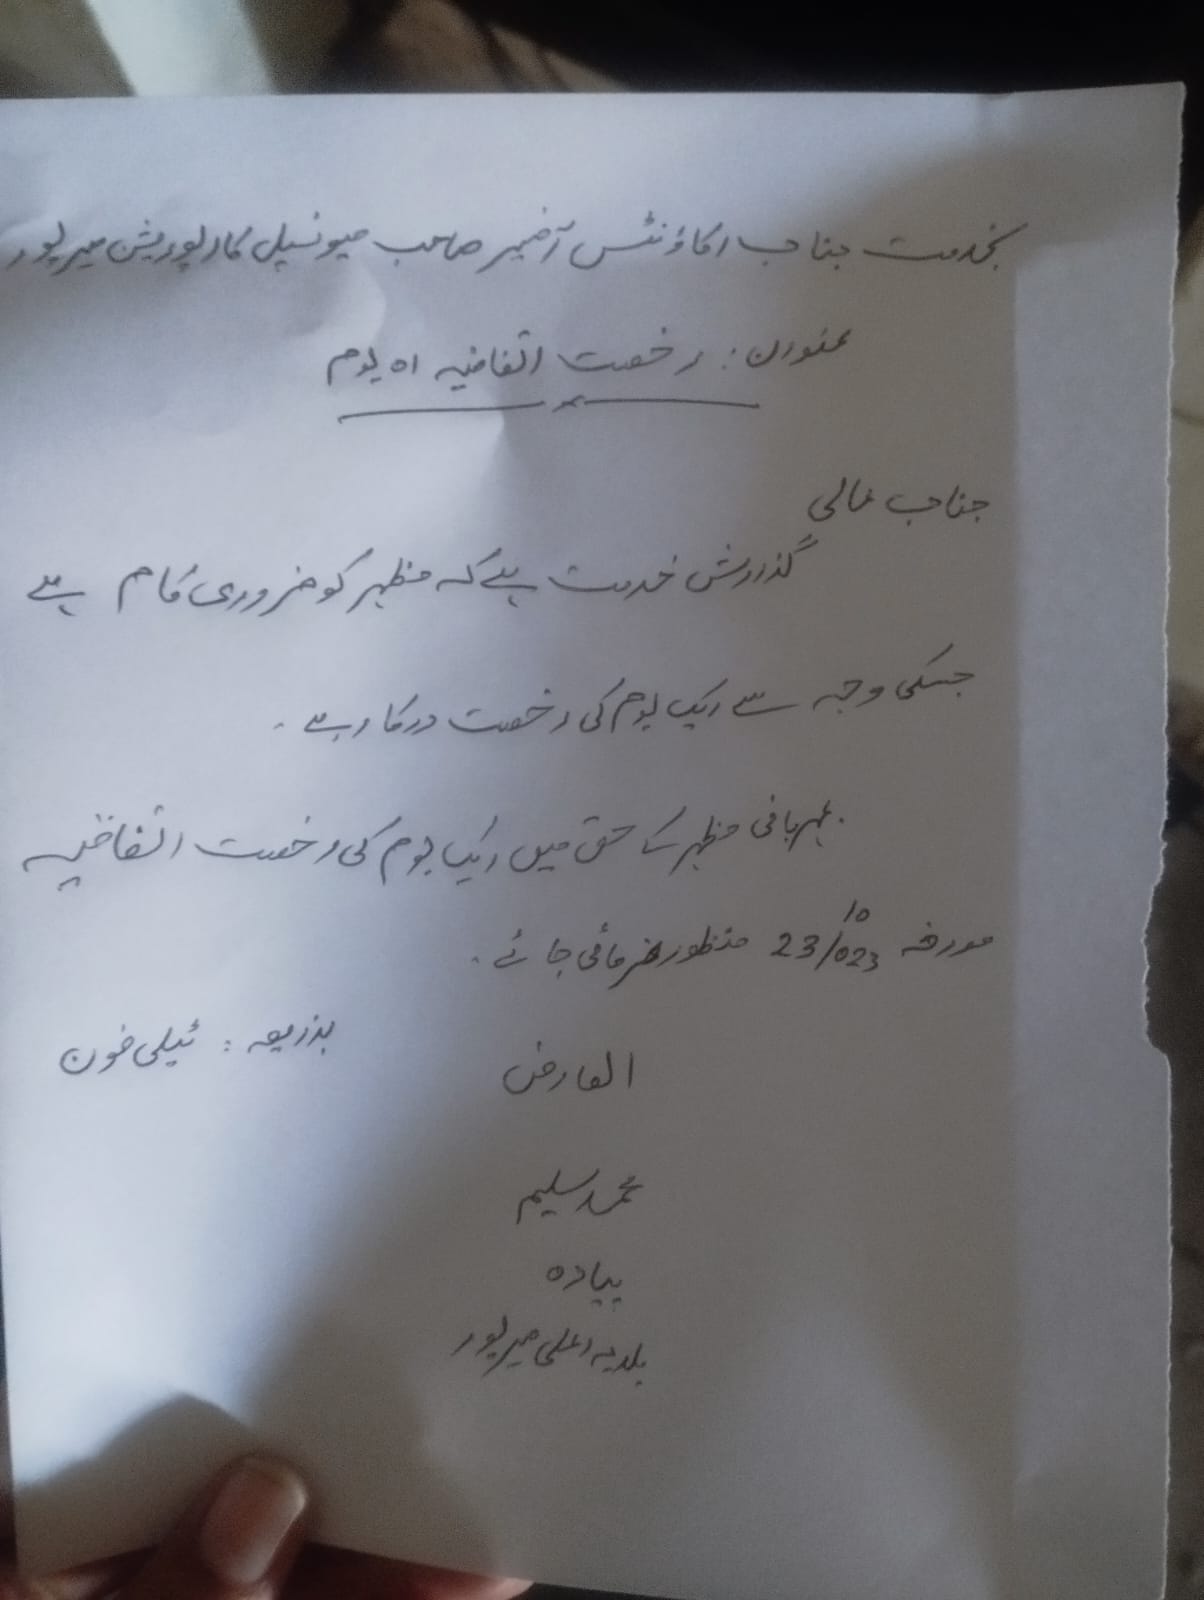 بخدمت جناب اکاؤنٹس آفیسر صاحب میونسپل کارپوریشن میرپور
عنوان: رخصت اتفاقیہ 01 یوم
جناب عالی
گذارش خدمت ہے کہ مظہر کو ضروری کام ہے
جسکی وجہ سے ایک یوم کی رخصت درکار ہے۔
بمہربانی مظہر کے حق میں ایک یوم کی رخصت اتفاقیہ
مورخہ 23/10/023 منظور فرمائی جائے۔
بذریعہ: ٹیلی فون
العارض
محمد سلیم
پیادہ
بلدیہ اعلی میرپور